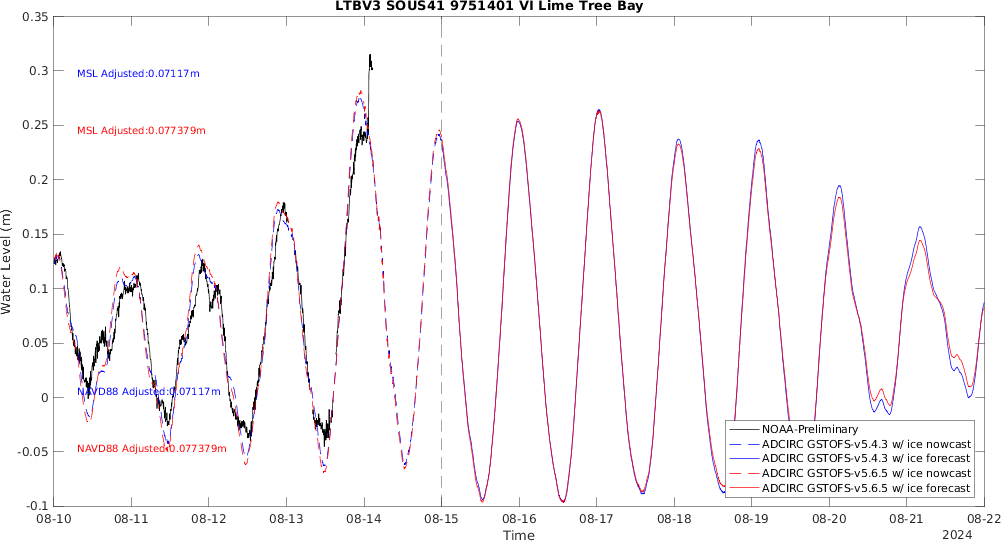 LTBV3 SOUS41 9751401 VI Lime Tree Bay
0.35
0.3
0.25
0.2
0.15
0.1
0.05
0
-0.05
-0.1
Water Level (m)
MSL Adjusted:0.07117m
MSL Adjusted:0.077379m
NAVD88 Adjusted:0.07117m
NAVD88 Adjusted:0.077379m
NOAA-Preliminary
ADCIRC GSTOFS-v5.4.3 w/ ice nowcast
ADCIRC GSTOFS-v5.4.3 w/ ice forecast
ADCIRC GSTOFS-v5.6.5 w/ ice nowcast
ADCIRC GSTOFS-v5.6.5 w/ ice forecast
08-10 08-11 08-12 08-13 08-14 08-15 08-16 08-17 08-18 08-19 08-20 08-21 08-22
Time
2024